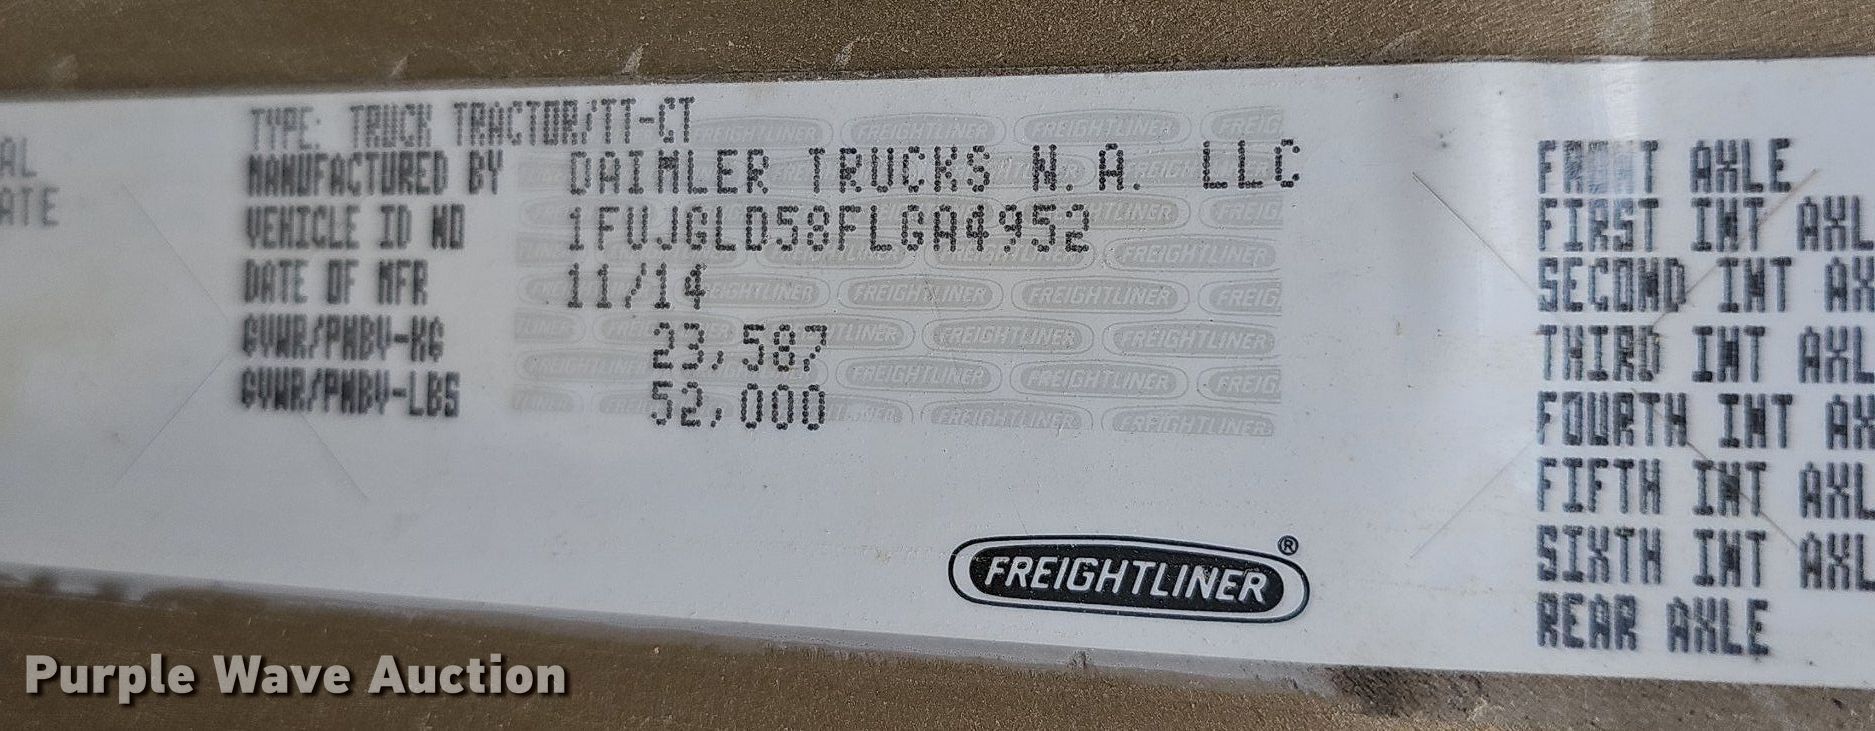 AL
ATE
TYPE: TRUCK TRACTOR/TT-CT
MANUFACTURED BY DAIMLER TRUCKS N.A. LLC
VEHICLE ID NO 1FUJGLD58FLGA4952
DATE OF MFR 11/14
GVWR/PNBV-KG 23,587
GVWR/PNBV-LBS 52,000
FREIGHTLINER®
FRONT AXLE
FIRST INT AXL
SECOND INT AX
THIRD INT AXL
FOURTH INT AX
FIFTH INT AXL
SIXTH INT AXL
REAR AXLE
Purple Wave Auction